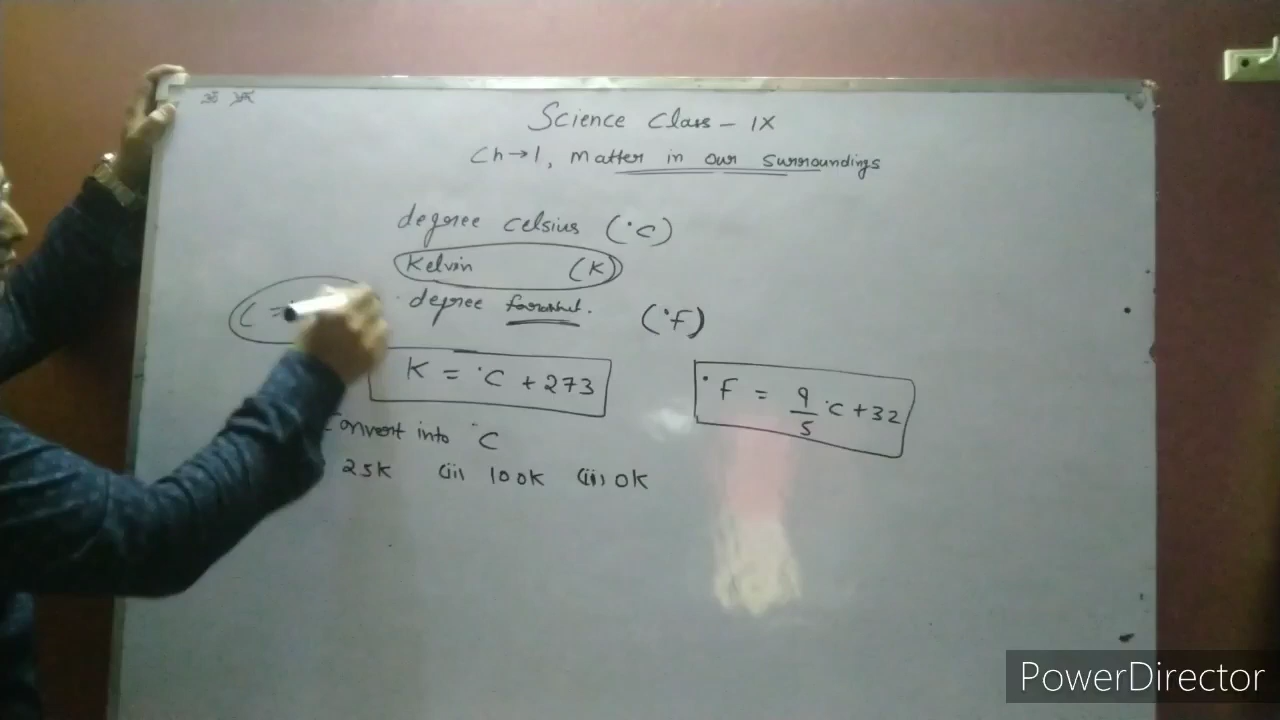 Science Class - IX
Ch→1, Matter in our surroundings
degree celsius (°C)
Kelvin (K)
degree (°F)
C =
K = °C + 273
°F = 9/5 °C + 32
Convert into °C
25K (ii) 100K (iii) 0K
PowerDirector